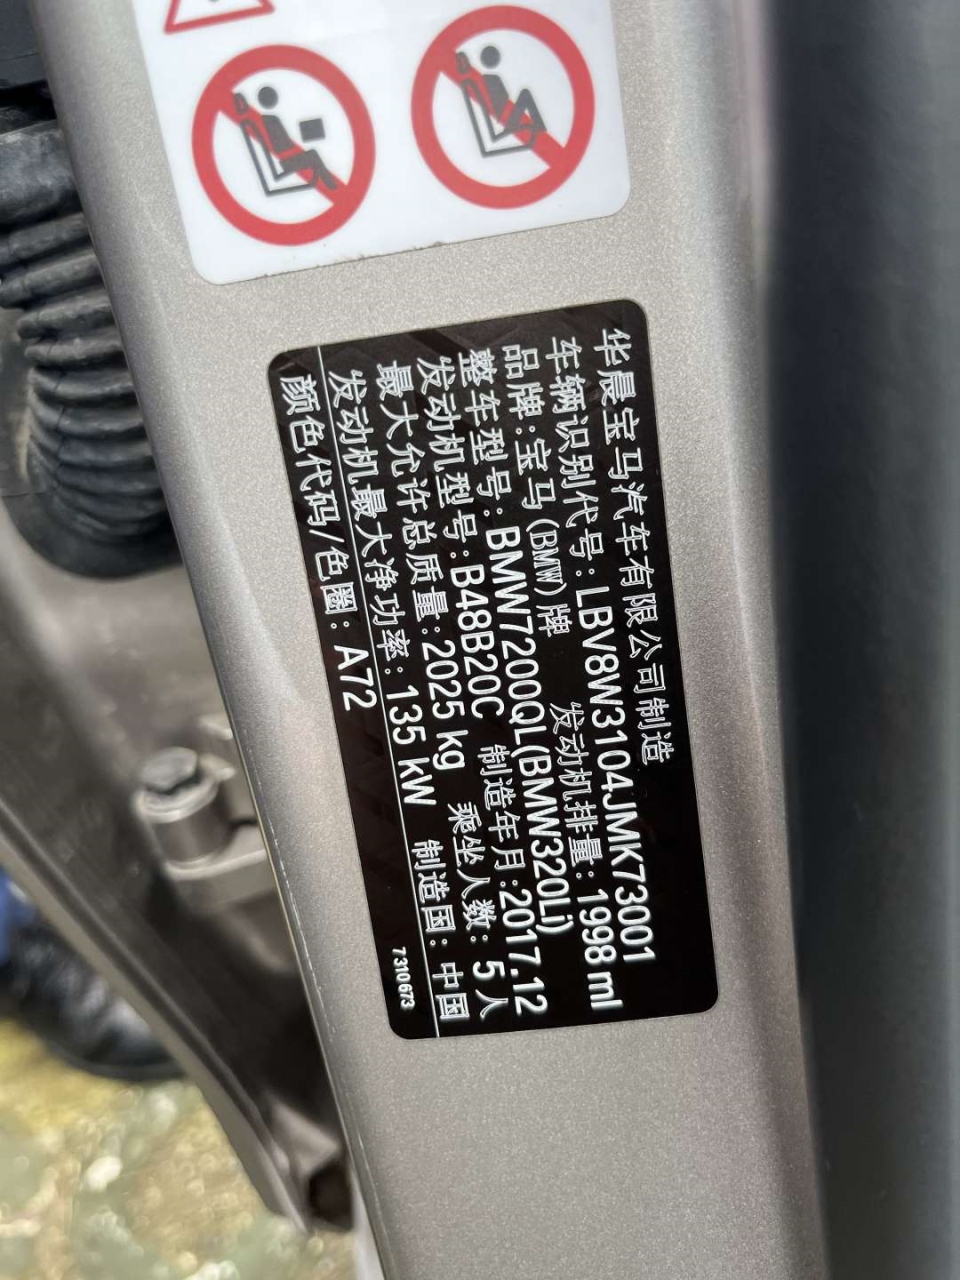 华晨宝马汽车有限公司制造
车辆识别代号: LBV8W3104JMK73001
品牌: 宝马(BMW)牌 发动机排量: 1998 ml
整车型号: BMW7200QL(BMW320Li)
发动机型号: B48B20C 制造年月: 2017.12
最大允许总质量: 2025 kg 乘坐人数: 5 人
发动机最大净功率: 135 kW 制造国: 中国
颜色代码/色圈: A72
7310673